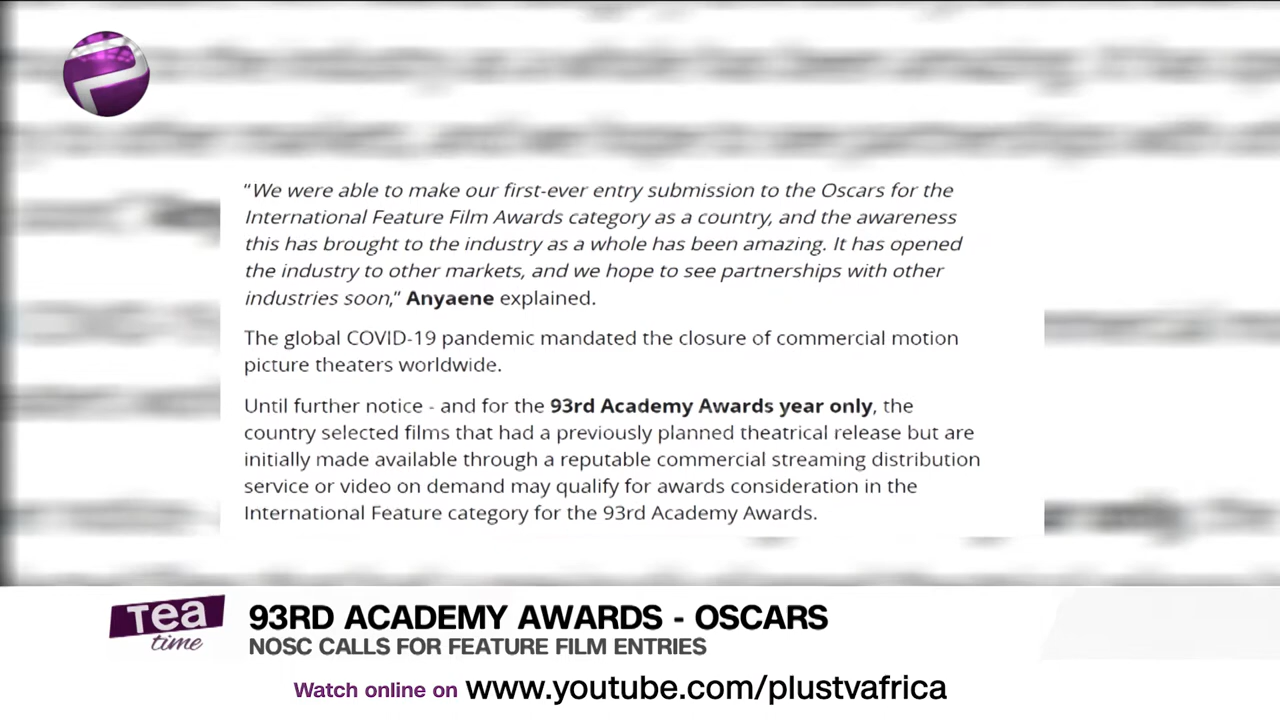 "We were able to make our first-ever entry submission to the Oscars for the
International Feature Film Awards category as a country, and the awareness
this has brought to the industry as a whole has been amazing. It has opened
the industry to other markets, and we hope to see partnerships with other
industries soon," Anyaene explained.
The global COVID-19 pandemic mandated the closure of commercial motion
picture theaters worldwide.
Until further notice - and for the 93rd Academy Awards year only, the
country selected films that had a previously planned theatrical release but are
initially made available through a reputable commercial streaming distribution
service or video on demand may qualify for awards consideration in the
International Feature category for the 93rd Academy Awards.
Tea
time
93RD ACADEMY AWARDS - OSCARS
NOSC CALLS FOR FEATURE FILM ENTRIES
Watch online on www.youtube.com/plustvafrica